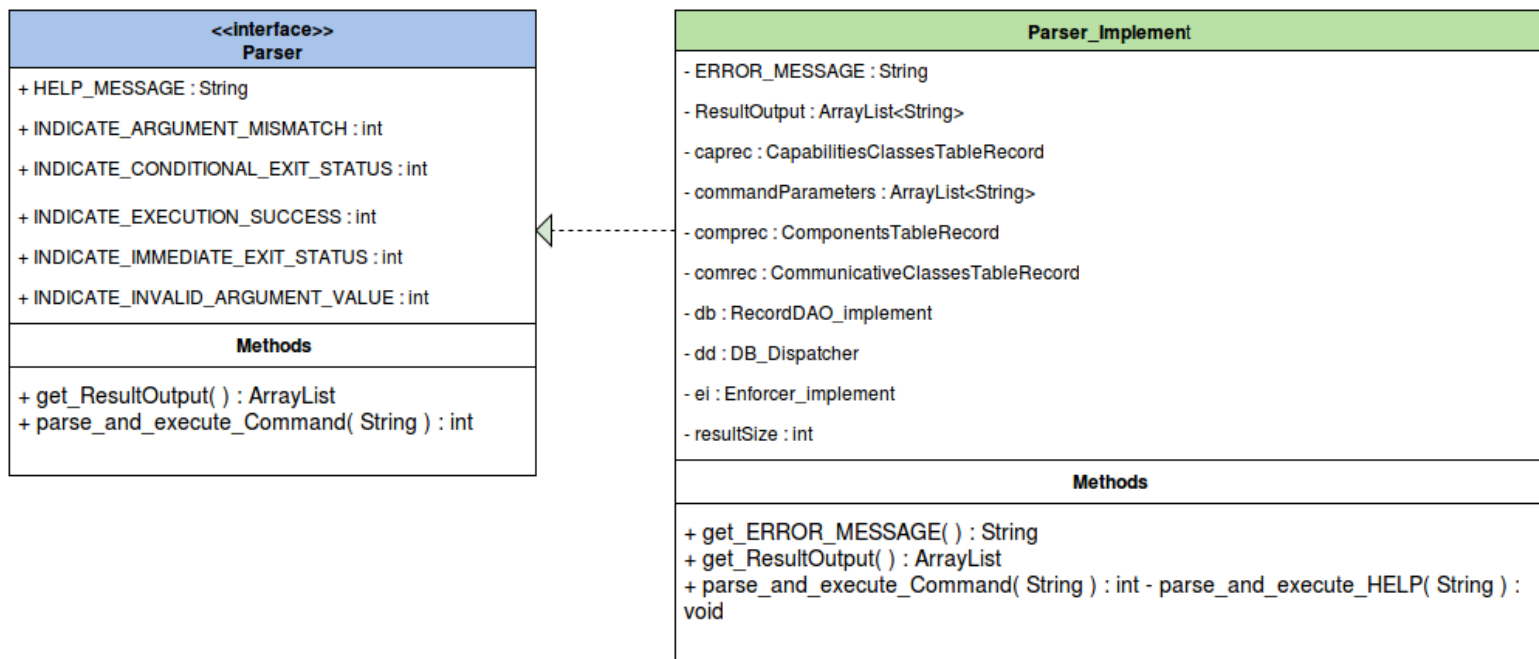 <<interface>>
Parser
+ HELP_MESSAGE : String
+ INDICATE_ARGUMENT_MISMATCH : int
+ INDICATE_CONDITIONAL_EXIT_STATUS : int
+ INDICATE_EXECUTION_SUCCESS : int
+ INDICATE_IMMEDIATE_EXIT_STATUS : int
+ INDICATE_INVALID_ARGUMENT_VALUE : int
Methods
+ get_ResultOutput( ) : ArrayList
+ parse_and_execute_Command( String ) : int
Parser_Implement
- ERROR_MESSAGE : String
- ResultOutput : ArrayList<String>
- caprec : CapabilitiesClassesTableRecord
- commandParameters : ArrayList<String>
- comprec : ComponentsTableRecord
- comrec : CommunicativeClassesTableRecord
- db : RecordDAO_implement
- dd : DB_Dispatcher
- ei : Enforcer_implement
- resultSize : int
Methods
+ get_ERROR_MESSAGE( ) : String
+ get_ResultOutput( ) : ArrayList
+ parse_and_execute_Command( String ) : int - parse_and_execute_HELP( String ) :
void